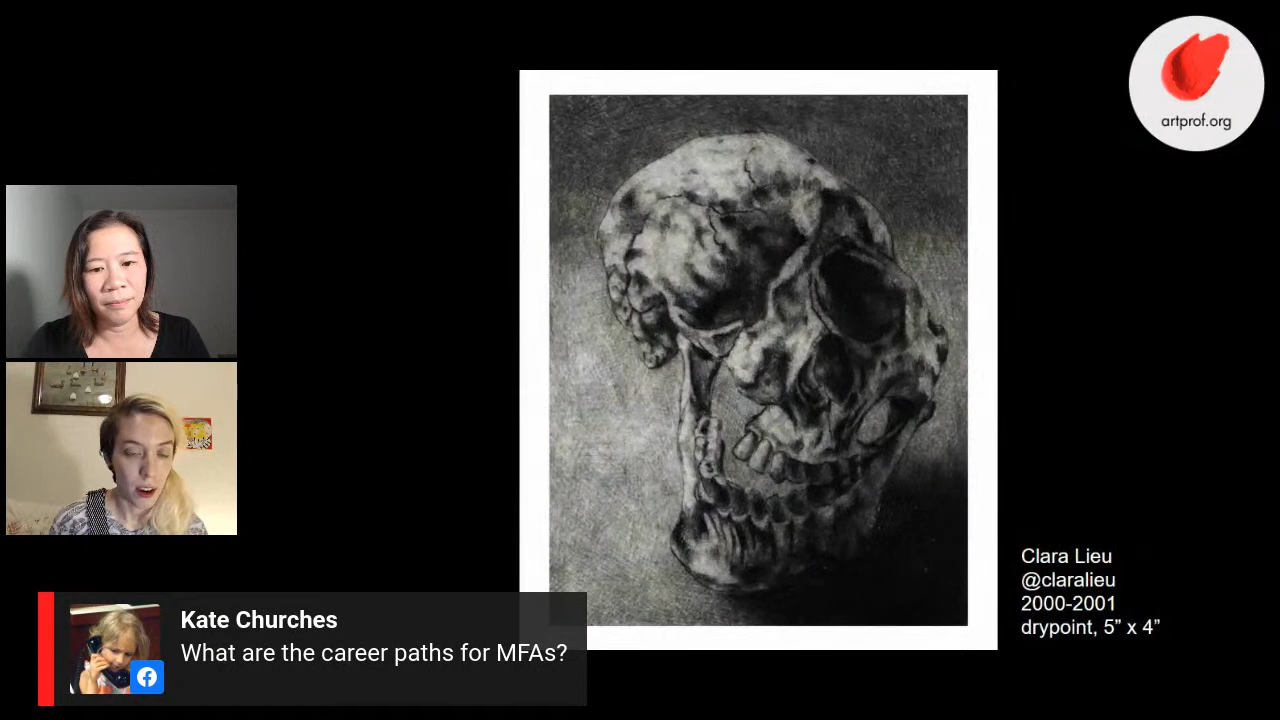 artprof.org
Clara Lieu
@claralieu
2000-2001
drypoint, 5” x 4”
Kate Churches
What are the career paths for MFAs?